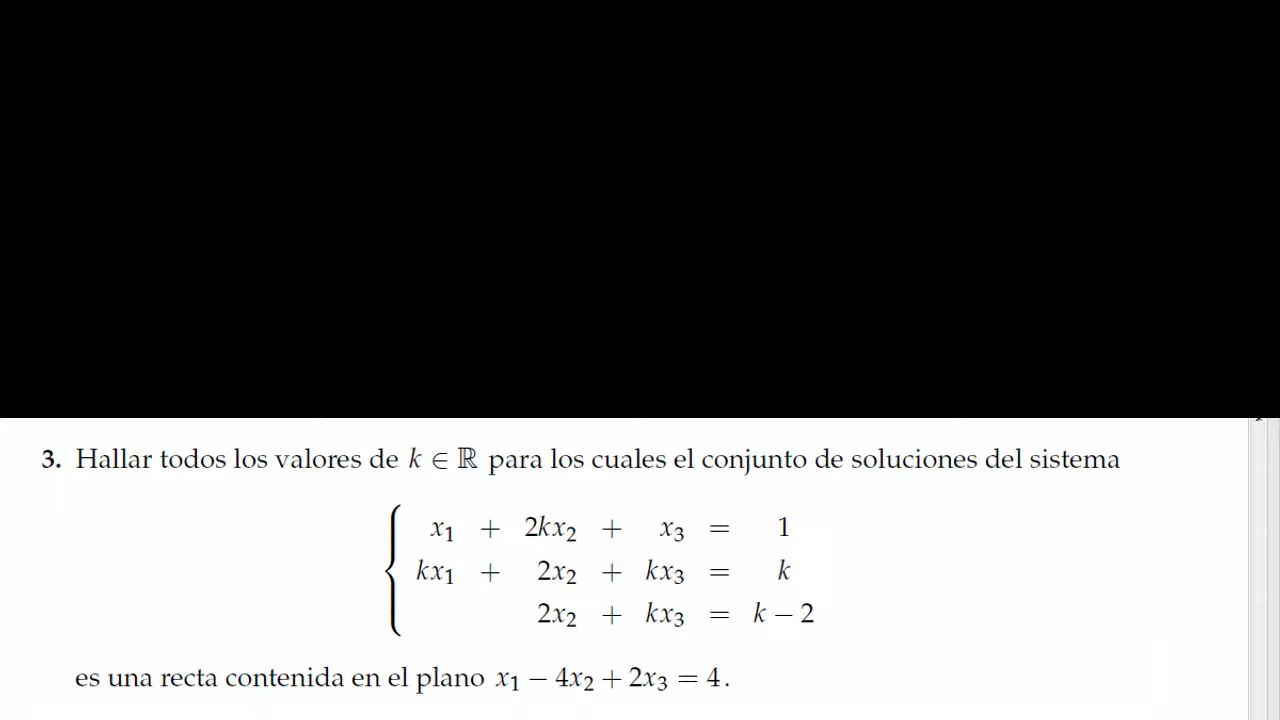 3. Hallar todos los valores de k ∈ ℝ para los cuales el conjunto de soluciones del sistema
x₁ + 2kx₂ + x₃ = 1
kx₁ + 2x₂ + kx₃ = k
2x₂ + kx₃ = k − 2
es una recta contenida en el plano x₁ − 4x₂ + 2x₃ = 4.